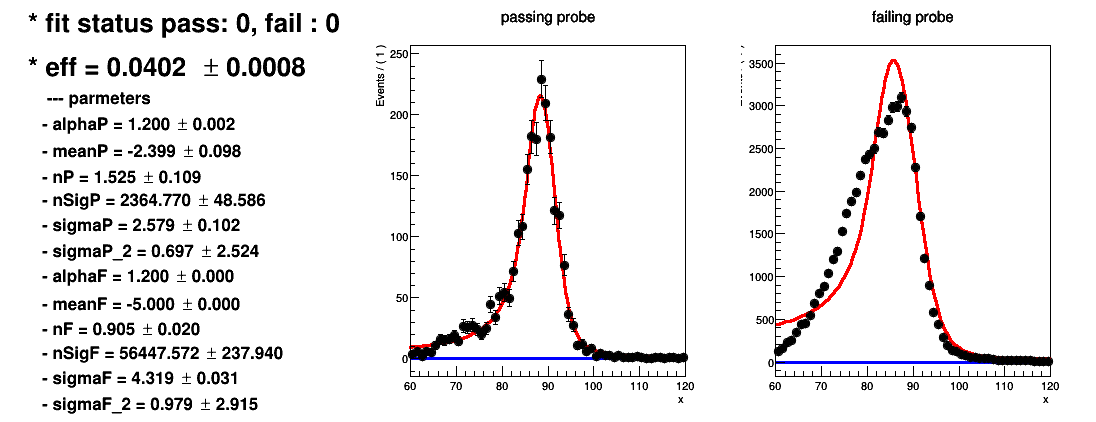 * fit status pass: 0, fail : 0
* eff = 0.0402 ± 0.0008
--- parmeters
- alphaP = 1.200 ± 0.002
- meanP = -2.399 ± 0.098
- nP = 1.525 ± 0.109
- nSigP = 2364.770 ± 48.586
- sigmaP = 2.579 ± 0.102
- sigmaP_2 = 0.697 ± 2.524
- alphaF = 1.200 ± 0.000
- meanF = -5.000 ± 0.000
- nF = 0.905 ± 0.020
- nSigF = 56447.572 ± 237.940
- sigmaF = 4.319 ± 0.031
- sigmaF_2 = 0.979 ± 2.915
passing probe
Events / ( 1 )
250
200
150
100
50
0
60 70 80 90 100 110 120
x
failing probe
3500
3000
2500
2000
1500
1000
500
0
60 70 80 90 100 110 120
x